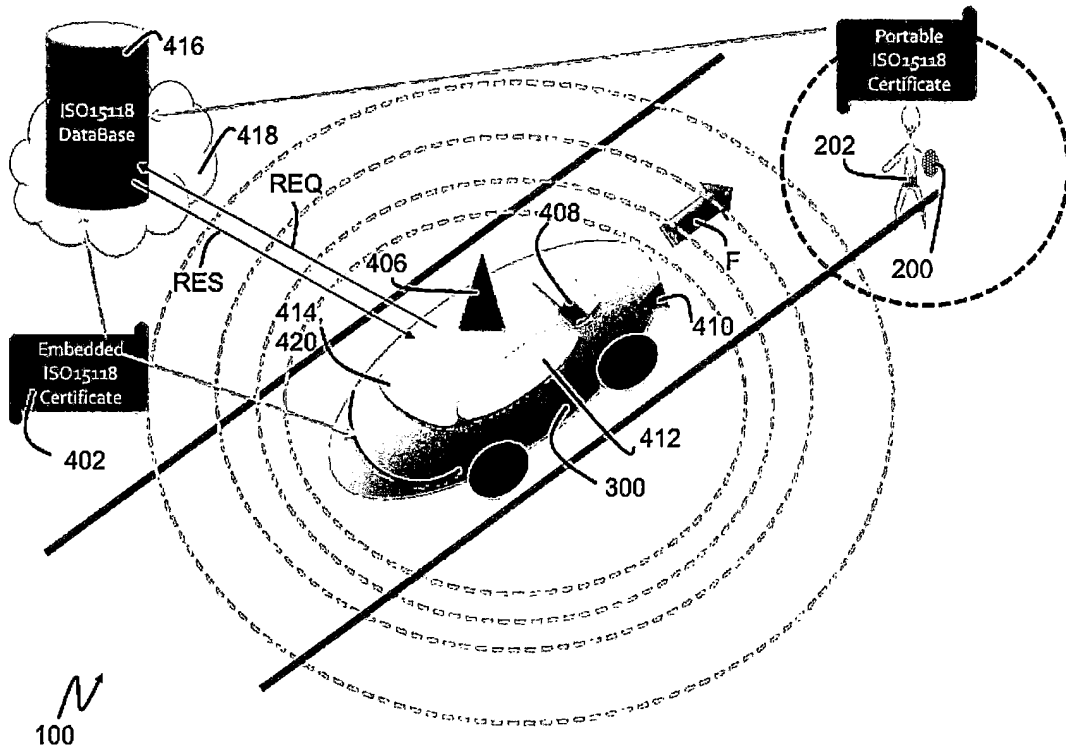 416
Portable
ISO15118
Certificate
ISO15118
DataBase
418
202
REQ
408
RES
406
F
200
414
420
410
Embedded
ISO15118
Certificate
402
412
300
100